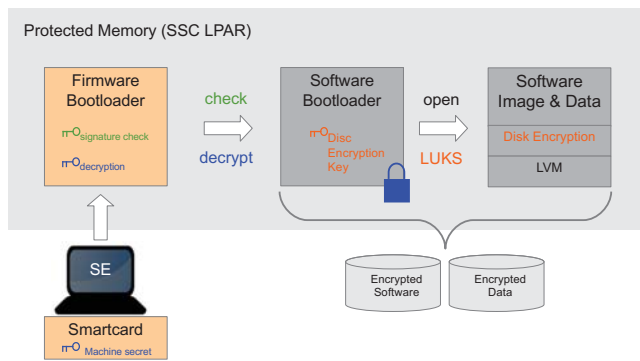 Protected Memory (SSC LPAR)
Firmware
Bootloader
signature check
decryption
check
decrypt
Software
Bootloader
Disc
Encryption
Key
open
LUKS
Software
Image & Data
Disk Encryption
LVM
SE
Smartcard
Machine secret
Encrypted
Software
Encrypted
Data